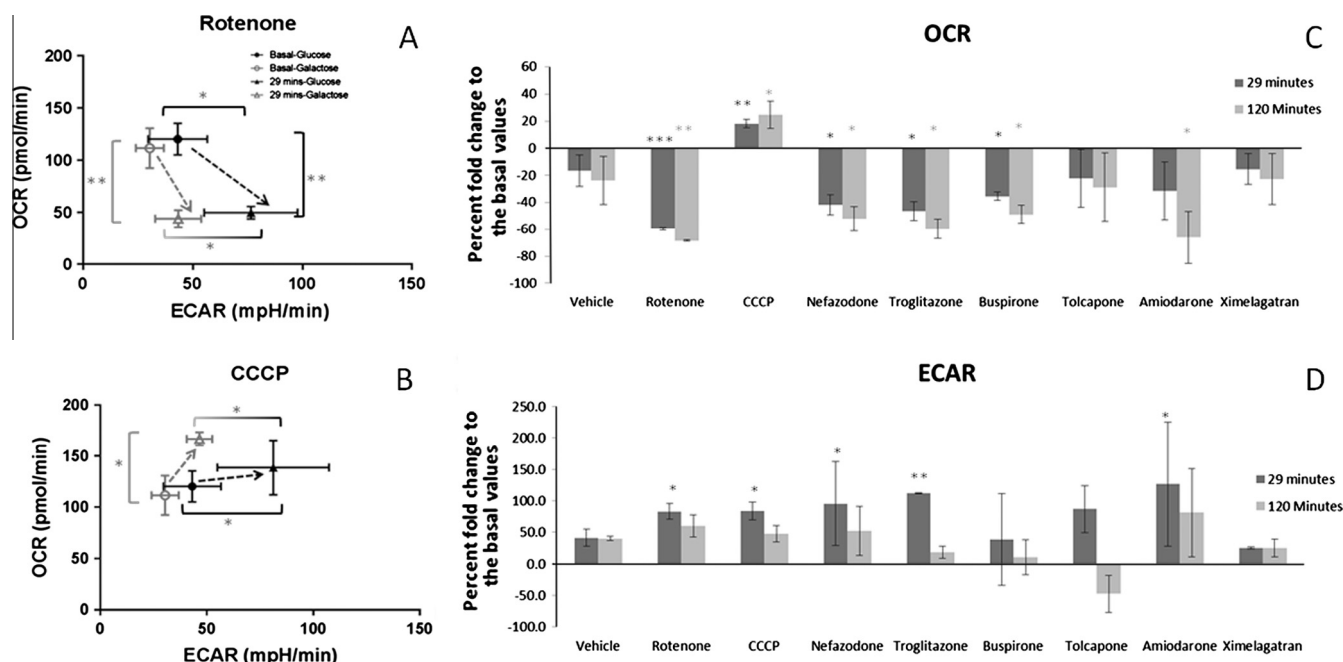 Rotenone
A
Basal-Glucose
Basal-Galactose
29 mins-Glucose
29 mins-Galactose
OCR (pmol/min)
200
150
100
50
0
*
**
**
*
0 50 100 150
ECAR (mpH/min)
CCCP
B
OCR (pmol/min)
200
150
100
50
0
*
*
*
0 50 100 150
ECAR (mpH/min)
OCR
C
Percent fold change to
the basal values
60
40
20
0
-20
-40
-60
-80
-100
*** ** ** * * * * * * * *
29 minutes
120 Minutes
Vehicle Rotenone CCCP Nefazodone Troglitazone Buspirone Tolcapone Amiodarone Ximelagatran
ECAR
D
Percent fold change to
the basal values
250.0
200.0
150.0
100.0
50.0
0.0
-50.0
-100.0
* * * ** *
29 minutes
120 Minutes
Vehicle Rotenone CCCP Nefazodone Troglitazone Buspirone Tolcapone Amiodarone Ximelagatran